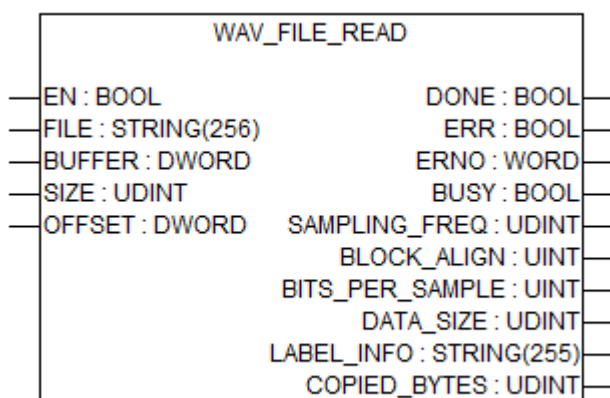 WAV_FILE_READ
EN : BOOL DONE : BOOL
FILE : STRING(256) ERR : BOOL
BUFFER : DWORD ERNO : WORD
SIZE : UDINT BUSY : BOOL
OFFSET : DWORD SAMPLING_FREQ : UDINT
BLOCK_ALIGN : UINT
BITS_PER_SAMPLE : UINT
DATA_SIZE : UDINT
LABEL_INFO : STRING(255)
COPIED_BYTES : UDINT